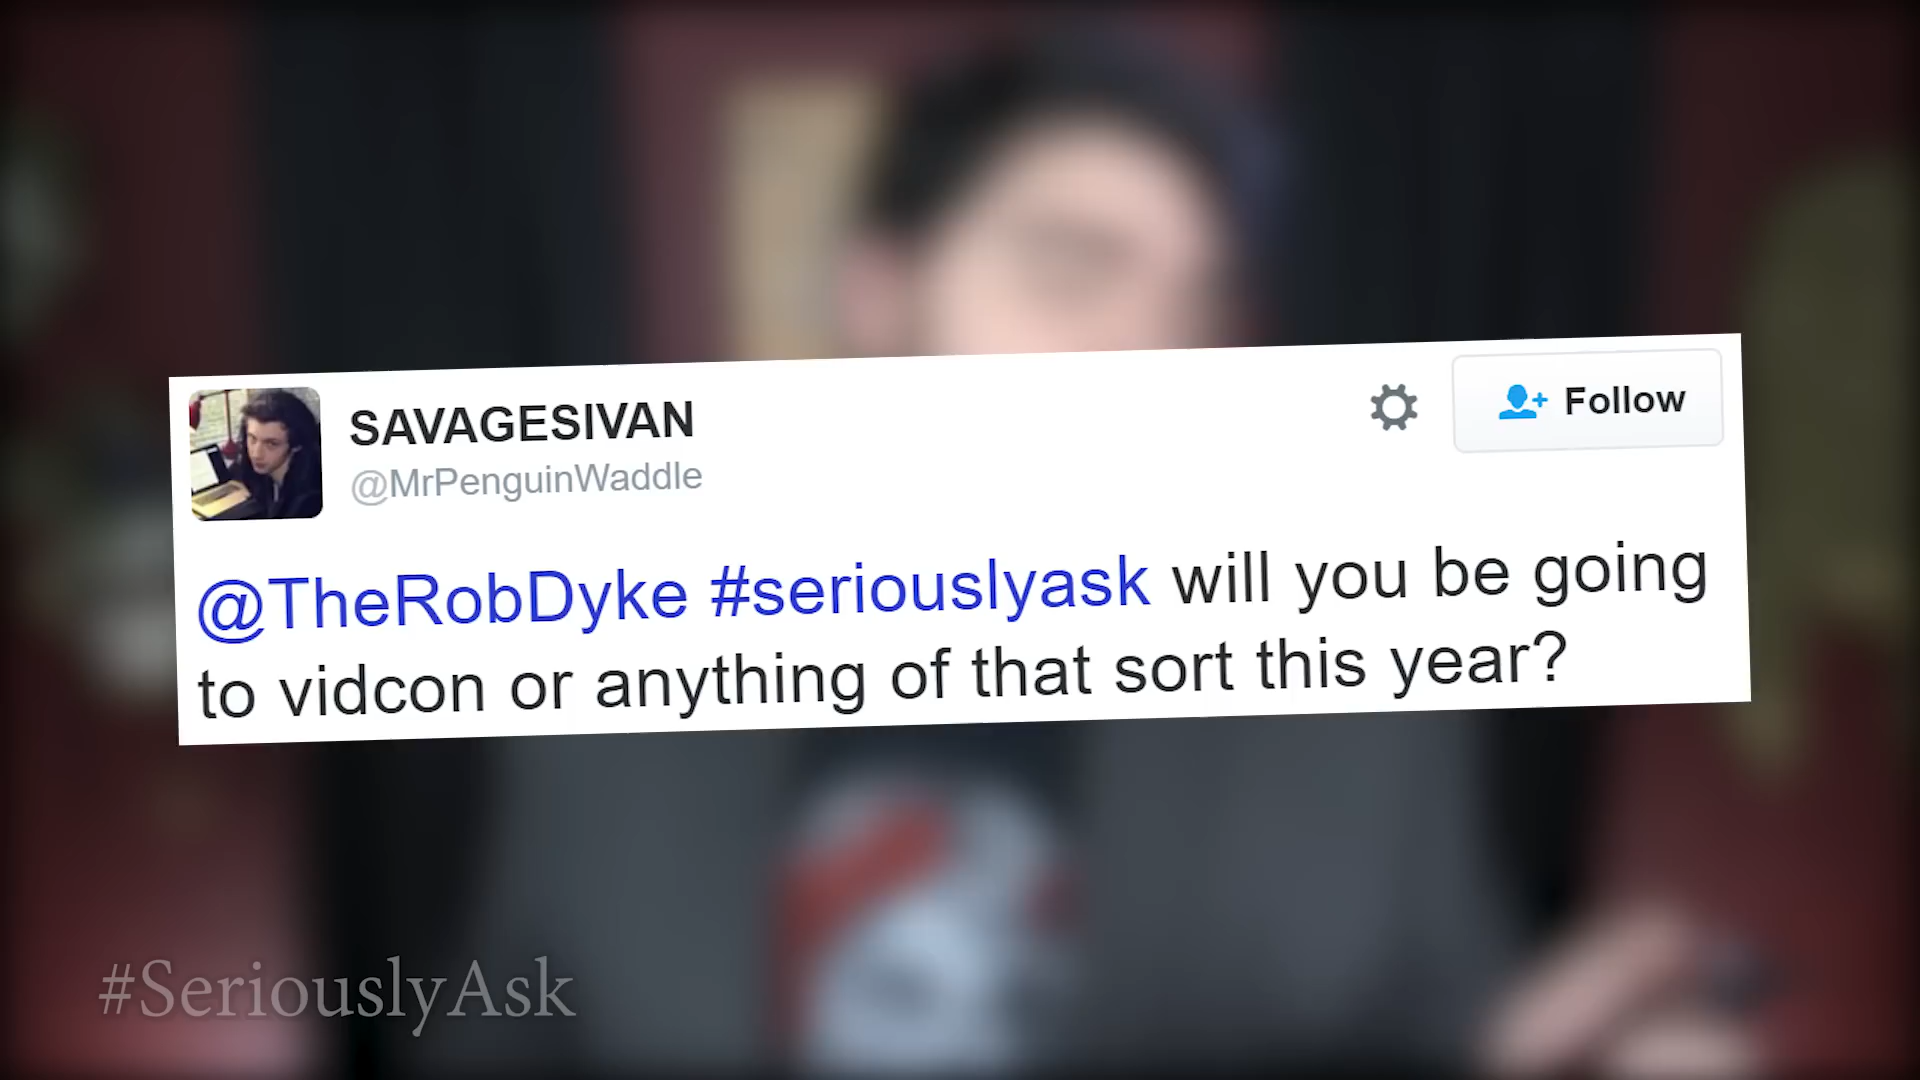 SAVAGESIVAN
@MrPenguinWaddle
Follow
@TheRobDyke #seriouslyask will you be going
to vidcon or anything of that sort this year?
#SeriouslyAsk